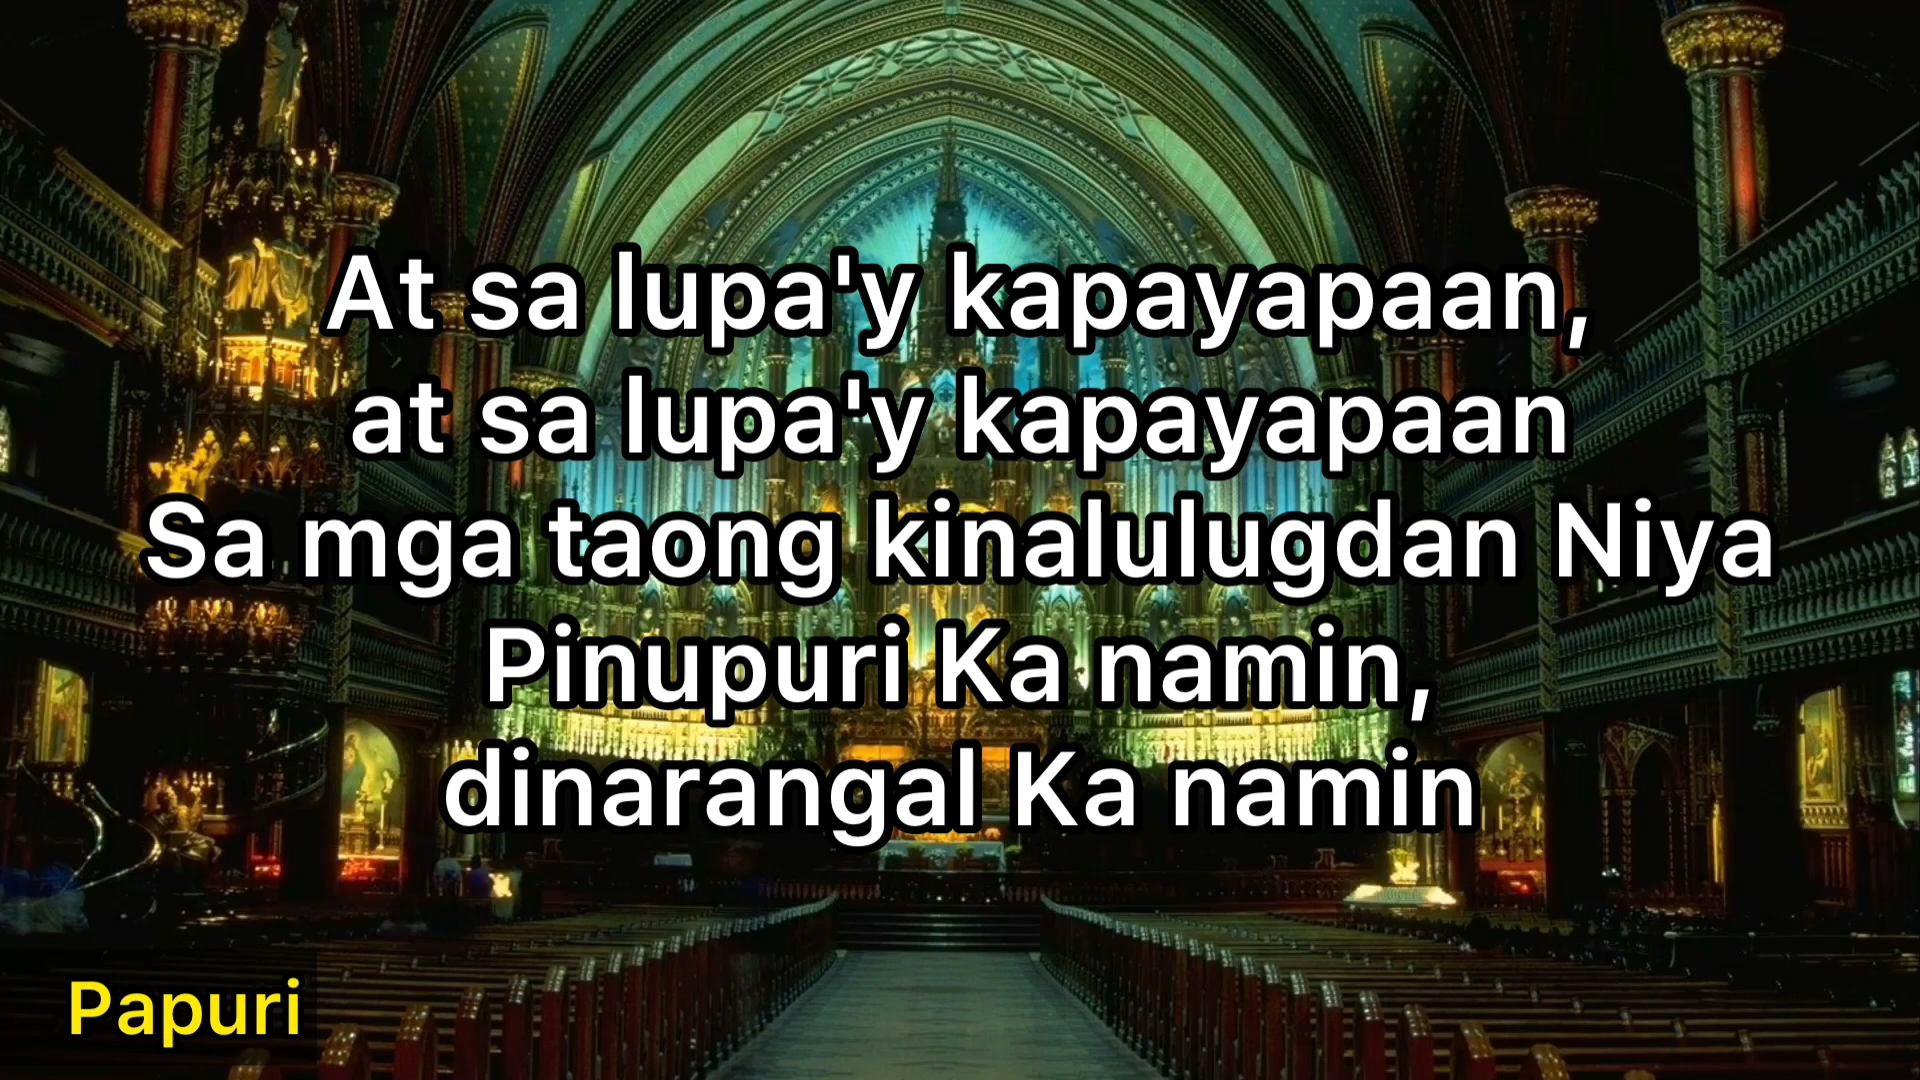 At sa lupa'y kapayapaan,
at sa lupa'y kapayapaan
Sa mga taong kinalulugdan Niya
Pinupuri Ka namin,
dinarangal Ka namin
Papuri